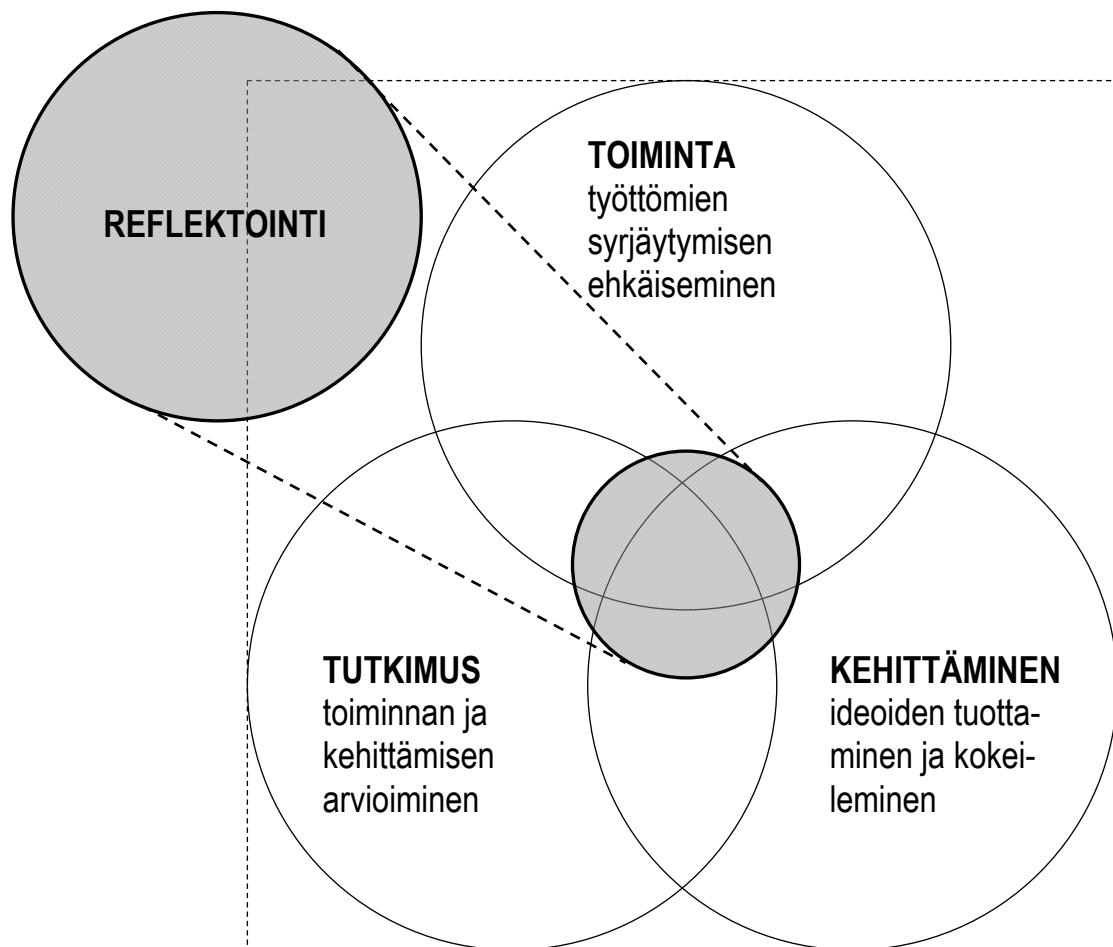 REFLEKTOINTI
TOIMINTA
työttömien
syrjäytymisen
ehkäiseminen
TUTKIMUS
toiminnan ja
kehittämisen
arvioiminen
KEHITTÄMINEN
ideoiden tuotta-
minen ja kokei-
leminen